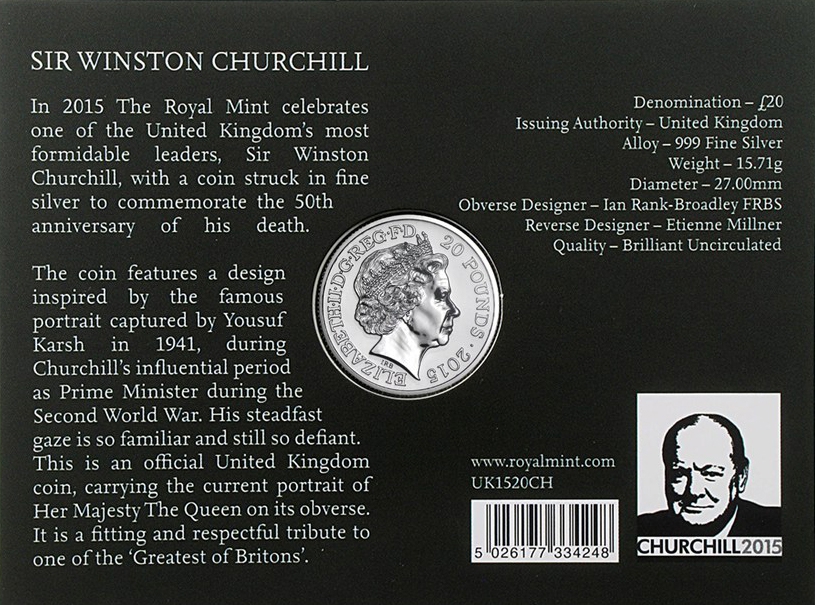 SIR WINSTON CHURCHILL
In 2015 The Royal Mint celebrates
one of the United Kingdom's most
formidable leaders, Sir Winston
Churchill, with a coin struck in fine
silver to commemorate the 50th
anniversary of his death.
The coin features a design
inspired by the famous
portrait captured by Yousuf
Karsh in 1941, during
Churchill's influential period
as Prime Minister during the
Second World War. His steadfast
gaze is so familiar and still so defiant.
This is an official United Kingdom
coin, carrying the current portrait of
Her Majesty The Queen on its obverse.
It is a fitting and respectful tribute to
one of the 'Greatest of Britons'.
Denomination – £20
Issuing Authority – United Kingdom
Alloy – 999 Fine Silver
Weight – 15.71g
Diameter – 27.00mm
Obverse Designer – Ian Rank-Broadley FRBS
Reverse Designer – Etienne Millner
Quality – Brilliant Uncirculated
ELIZABETH·II·D·G·REG·F·D
20 POUNDS · 2015
IRB
www.royalmint.com
UK1520CH
5 026177 334248
CHURCHILL2015